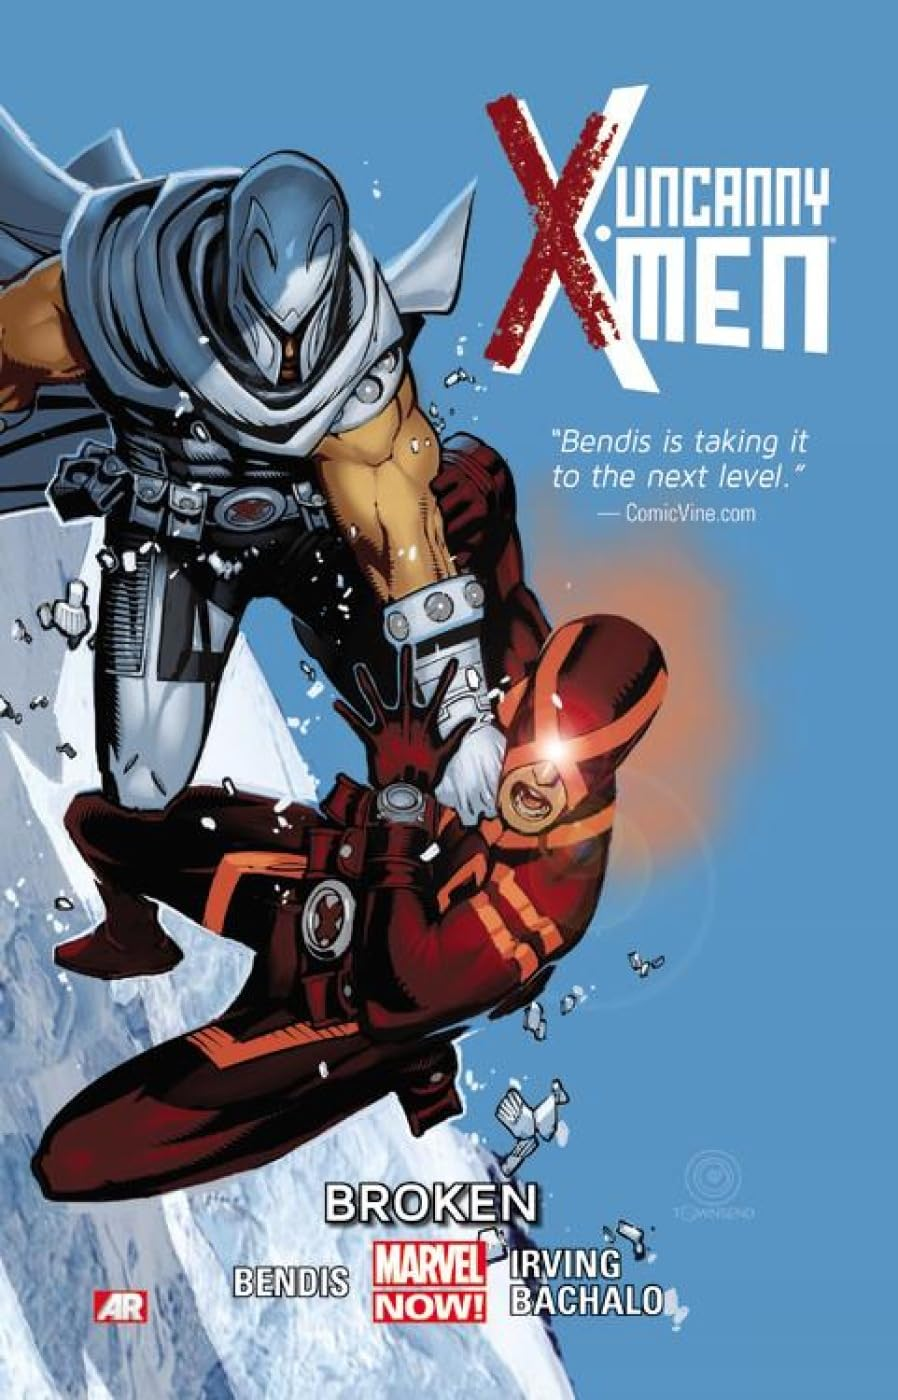 UNCANNY
X-MEN
"Bendis is taking it
to the next level."
— ComicVine.com
BROKEN
BENDIS
MARVEL
NOW!
IRVING
BACHALO
AR
TOWNSEND